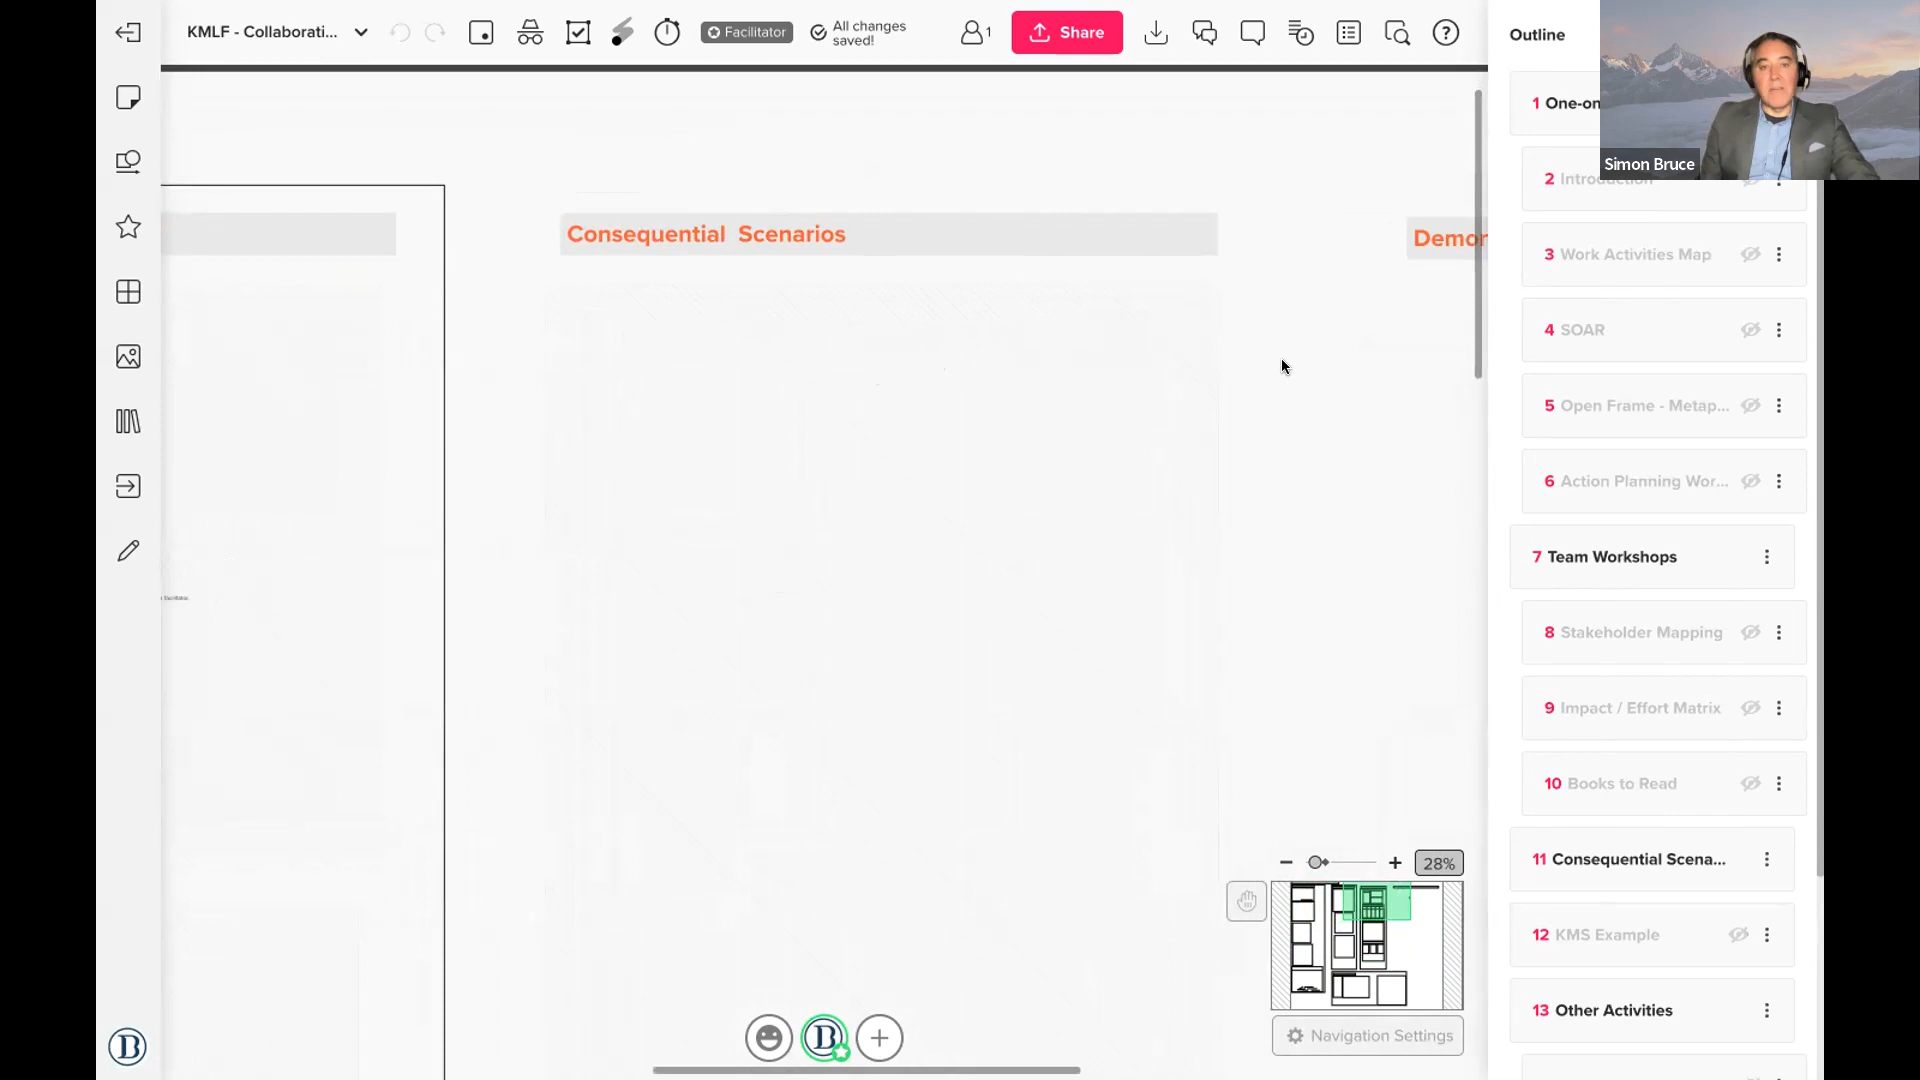 KMLF - Collaborati...
Facilitator
All changes
saved!
1
Share
Outline
1 One-on
Simon Bruce
2 Introduction
3 Work Activities Map
4 SOAR
5 Open Frame - Metap...
6 Action Planning Wor...
7 Team Workshops
8 Stakeholder Mapping
9 Impact / Effort Matrix
10 Books to Read
11 Consequential Scena...
12 KMS Example
13 Other Activities
Consequential Scenarios
Demon
facilitator.
28%
Navigation Settings
B
B